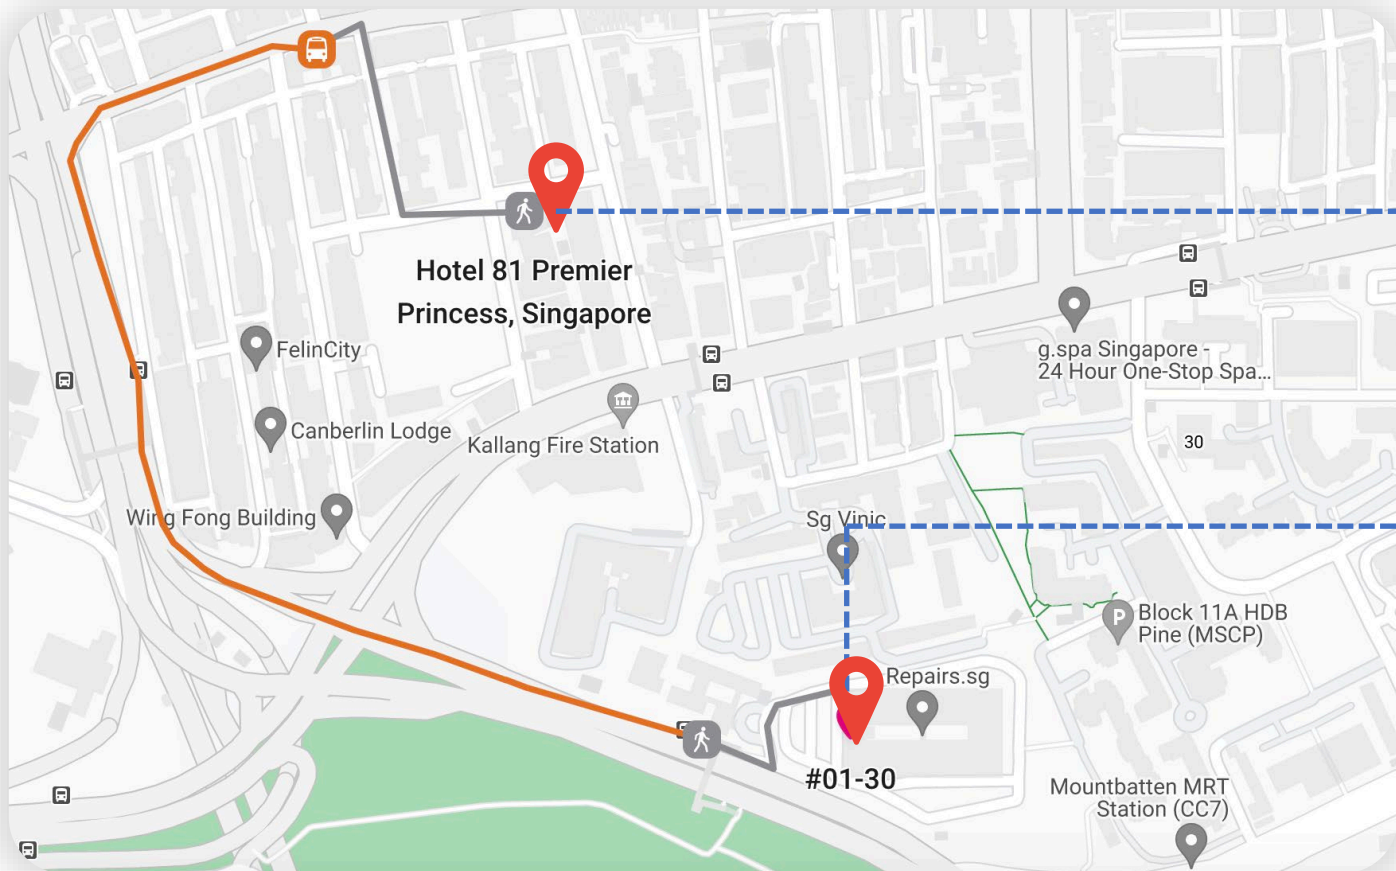 Hotel 81 Premier
Princess, Singapore
FelinCity
g.spa Singapore -
24 Hour One-Stop Spa...
Canberlin Lodge
Kallang Fire Station
30
Wing Fong Building
Sg Vinic
Block 11A HDB
Pine (MSCP)
P
Repairs.sg
#01-30
Mountbatten MRT
Station (CC7)